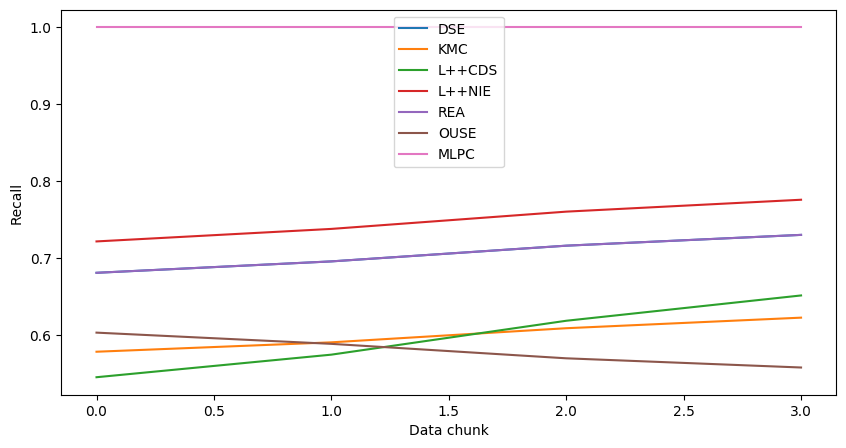 1.0
0.9
0.8
0.7
0.6
Recall
DSE
KMC
L++CDS
L++NIE
REA
OUSE
MLPC
0.0 0.5 1.0 1.5 2.0 2.5 3.0
Data chunk